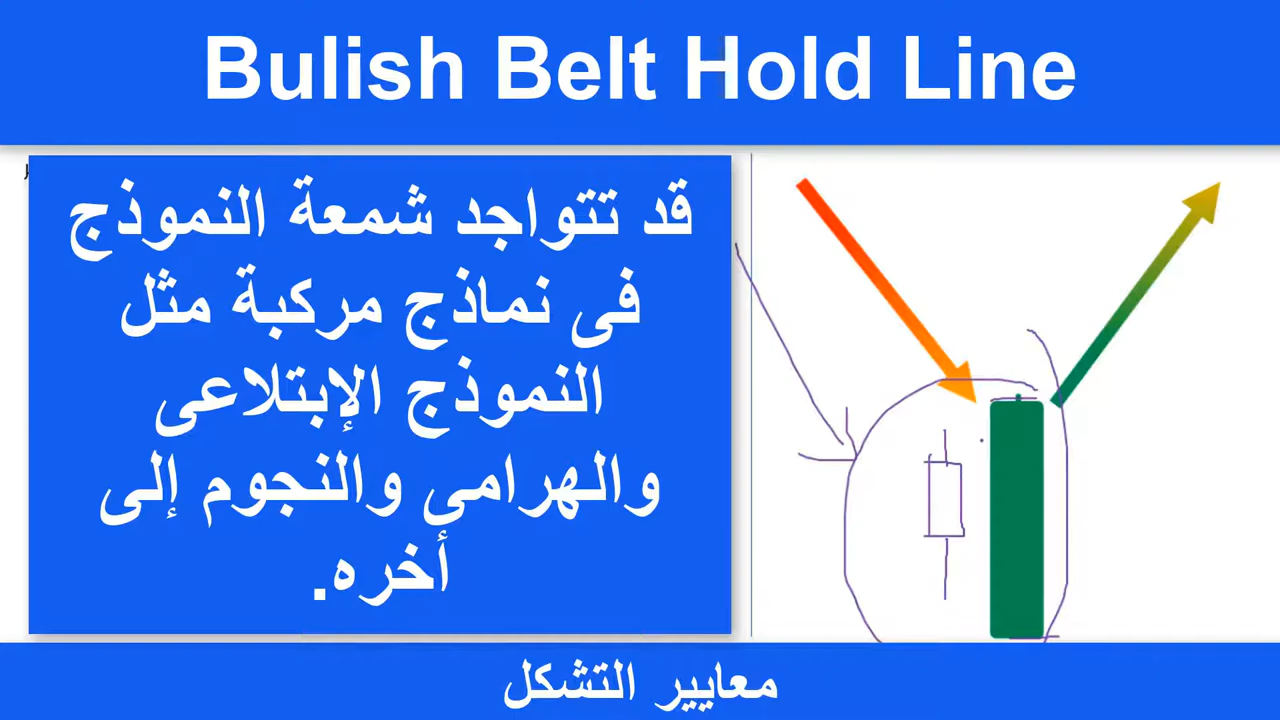 Bulish Belt Hold Line
قد تتواجد شمعة النموذج
فى نماذج مركبة مثل
النموذج الإبتلاعى
والهرامى والنجوم إلى
أخره.
معايير التشكل